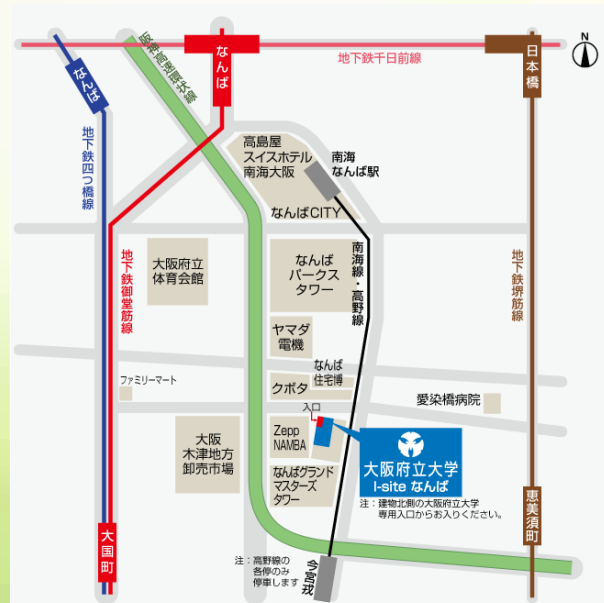 なんば
阪神高速環状線
なんば
地下鉄千日前線
日本橋
N
地下鉄四つ橋線
高島屋
スイスホテル
南海大阪
南海
なんば駅
なんばCITY
地下鉄御堂筋線
大阪府立
体育会館
なんば
パークス
タワー
南海線・高野線
地下鉄堺筋線
ヤマダ
電機
なんば
住宅博
ファミリーマート
クボタ
愛染橋病院
入口
大阪
木津地方
卸売市場
Zepp
NAMBA
大阪府立大学
I-site なんば
なんばグランド
マスターズ
タワー
注：建物北側の大阪府立大学
専用入口からお入りください。
大国町
恵美須町
注：高野線の
各停のみ
停車します
今宮戎